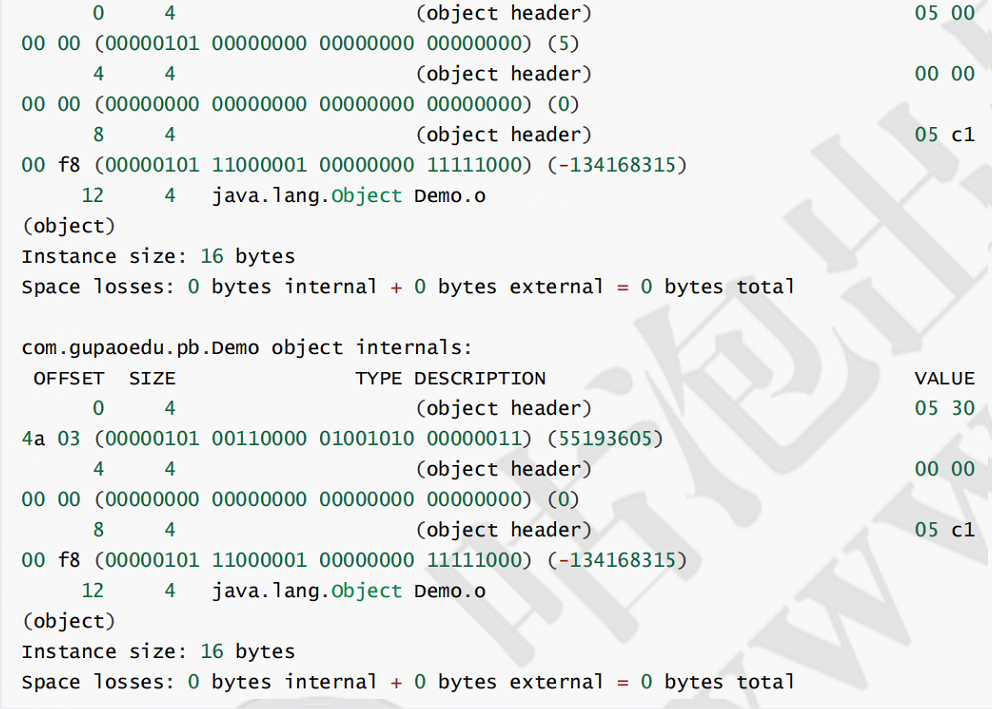 0 4 (object header) 05 00
00 00 (00000101 00000000 00000000 00000000) (5)
4 4 (object header) 00 00
00 00 (00000000 00000000 00000000 00000000) (0)
8 4 (object header) 05 c1
00 f8 (00000101 11000001 00000000 11111000) (-134168315)
12 4 java.lang.Object Demo.o
(object)
Instance size: 16 bytes
Space losses: 0 bytes internal + 0 bytes external = 0 bytes total
com.gupaoedu.pb.Demo object internals:
OFFSET SIZE TYPE DESCRIPTION VALUE
0 4 (object header) 05 30
4a 03 (00000101 00110000 01001010 00000011) (55193605)
4 4 (object header) 00 00
00 00 (00000000 00000000 00000000 00000000) (0)
8 4 (object header) 05 c1
00 f8 (00000101 11000001 00000000 11111000) (-134168315)
12 4 java.lang.Object Demo.o
(object)
Instance size: 16 bytes
Space losses: 0 bytes internal + 0 bytes external = 0 bytes total